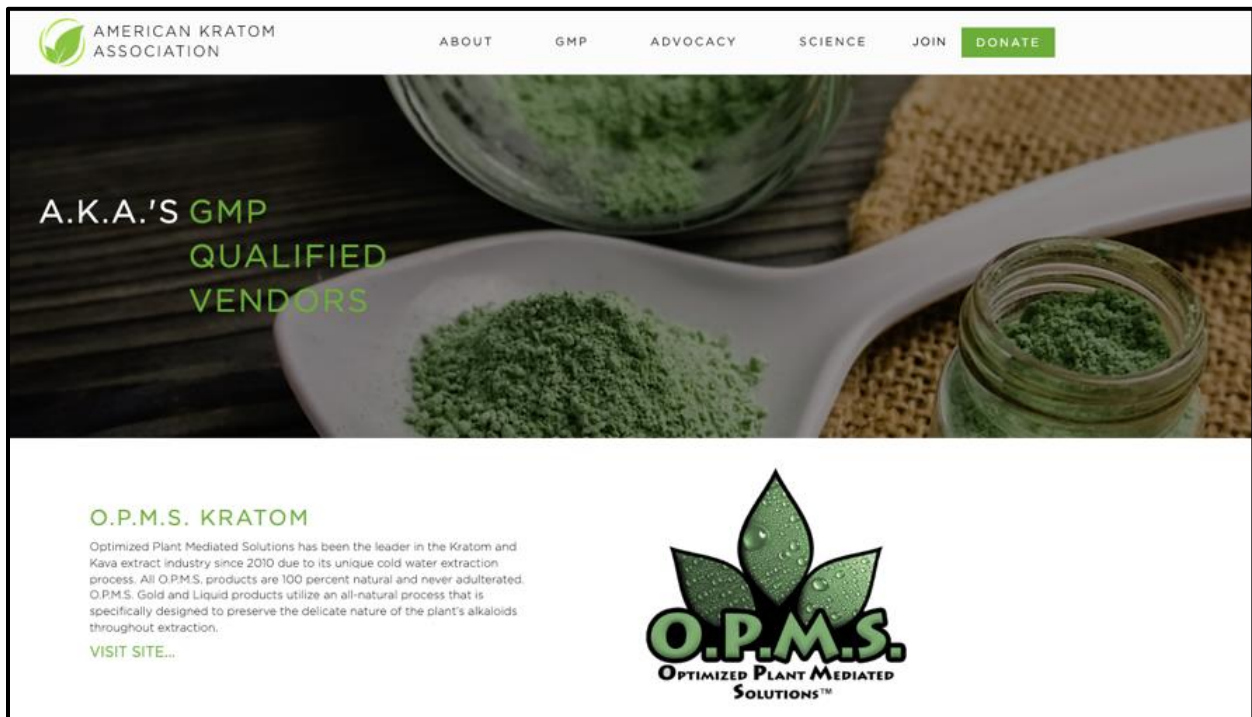 AMERICAN KRATOM
ASSOCIATION
ABOUT GMP ADVOCACY SCIENCE JOIN DONATE
A.K.A.'S GMP
QUALIFIED
VENDORS
O.P.M.S. KRATOM
Optimized Plant Mediated Solutions has been the leader in the Kratom and
Kava extract industry since 2010 due to its unique cold water extraction
process. All O.P.M.S. products are 100 percent natural and never adulterated.
O.P.M.S. Gold and Liquid products utilize an all-natural process that is
specifically designed to preserve the delicate nature of the plant's alkaloids
throughout extraction.
VISIT SITE...
O.P.M.S.
OPTIMIZED PLANT MEDIATED
SOLUTIONS™